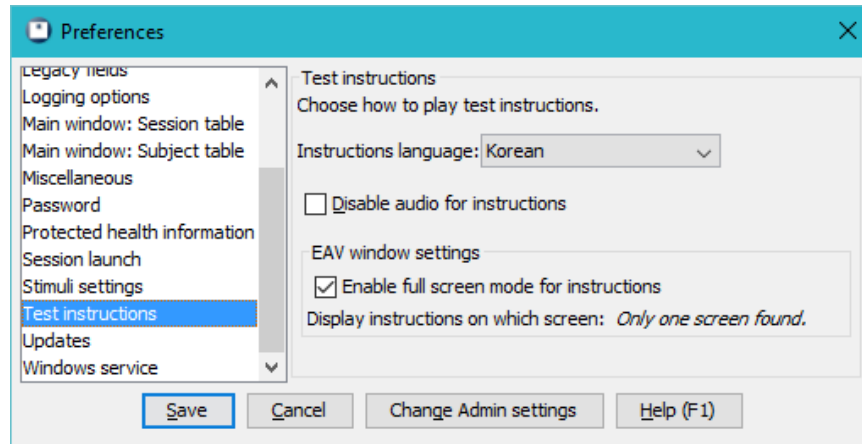 Preferences
Legacy fields
Logging options
Main window: Session table
Main window: Subject table
Miscellaneous
Password
Protected health information
Session launch
Stimuli settings
Test instructions
Updates
Windows service
Test instructions
Choose how to play test instructions.
Instructions language: Korean
Disable audio for instructions
EAV window settings
Enable full screen mode for instructions
Display instructions on which screen: Only one screen found.
Save Cancel Change Admin settings Help (F1)